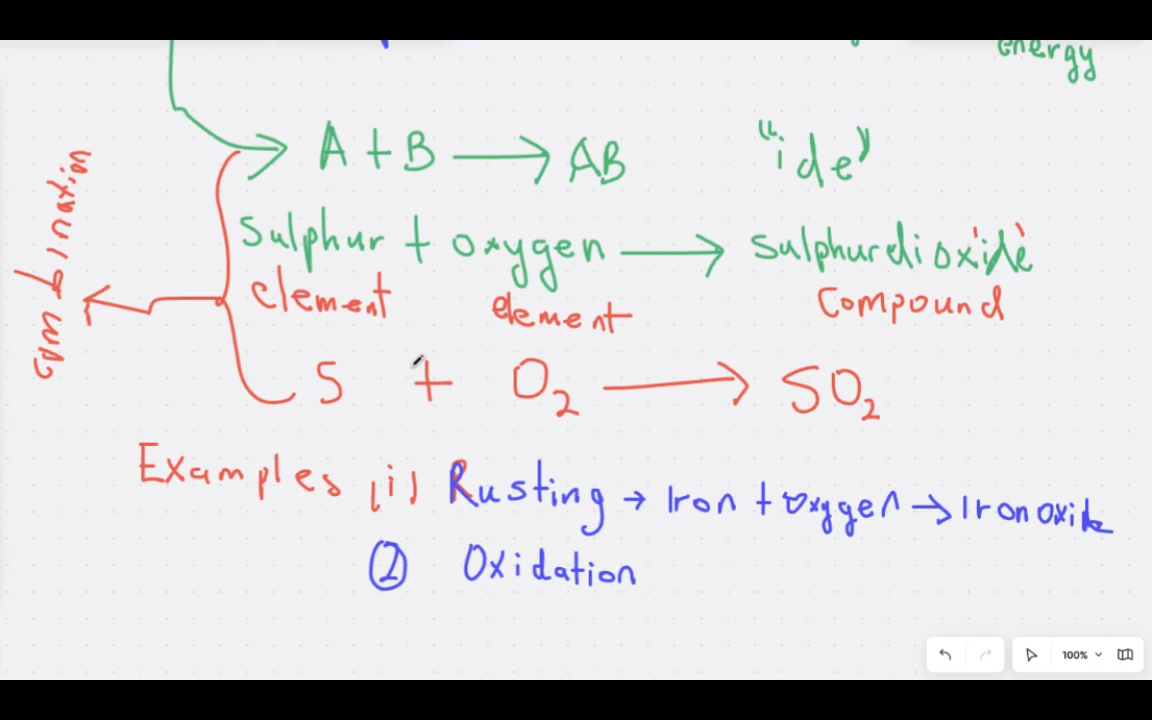 energy
A + B → AB "ide"
Sulphur + oxygen → Sulphurdioxide
element element Compound
combination
S + O₂ → SO₂
Examples (i) Rusting → Iron + oxygen → Iron oxide
② Oxidation
100%